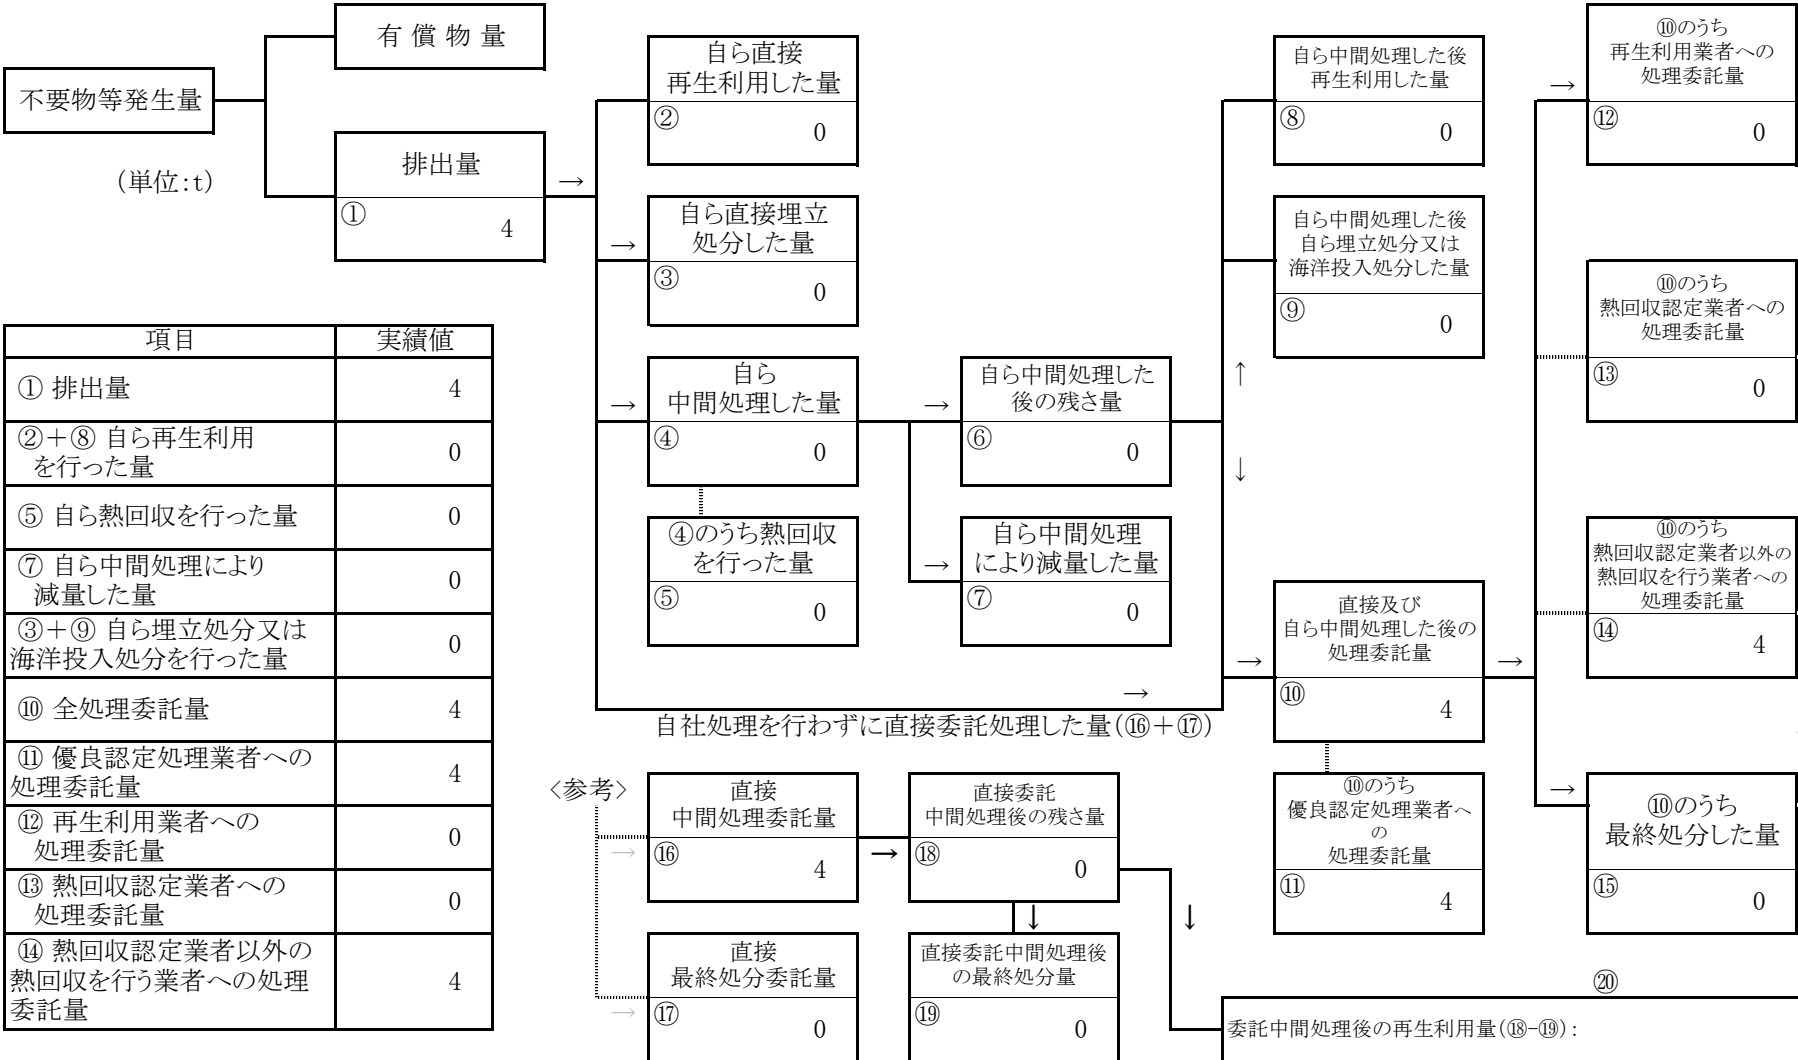 有 償 物 量
不要物等発生量
(単位:t)
排出量
→
①
4
自ら直接
再生利用した量
②
0
→
自ら直接埋立
処分した量
③
0
→
自ら
中間処理した量
④
0
④のうち熱回収
を行った量
⑤
0
→
自ら中間処理した
後の残さ量
⑥
0
→
自ら中間処理
により減量した量
⑦
0
自ら中間処理した後
再生利用した量
⑧
0
自ら中間処理した後
自ら埋立処分又は
海洋投入処分した量
⑨
0
↑
↓
→
自社処理を行わずに直接委託処理した量(⑯+⑰)
→
直接及び
自ら中間処理した後の
処理委託量
⑩
4
⑩のうち
優良認定処理業者へ
の
処理委託量
⑪
4
→
→
⑩のうち
再生利用業者への
処理委託量
⑫
0
⑩のうち
熱回収認定業者への
処理委託量
⑬
0
⑩のうち
熱回収認定業者以外の
熱回収を行う業者への
処理委託量
⑭
4
→
⑩のうち
最終処分した量
⑮
0
項目 実績値
① 排出量 4
②+⑧ 自ら再生利用
を行った量 0
⑤ 自ら熱回収を行った量 0
⑦ 自ら中間処理により
減量した量 0
③+⑨ 自ら埋立処分又は
海洋投入処分を行った量 0
⑩ 全処理委託量 4
⑪ 優良認定処理業者への
処理委託量 4
⑫ 再生利用業者への
処理委託量 0
⑬ 熱回収認定業者への
処理委託量 0
⑭ 熱回収認定業者以外の
熱回収を行う業者への処理
委託量 4
〈参考〉
→
直接
中間処理委託量
⑯
4
→
直接委託
中間処理後の残さ量
⑱
0
→
直接
最終処分委託量
⑰
0
↓
直接委託中間処理後
の最終処分量
⑲
0
↓
⑳
委託中間処理後の再生利用量(⑱-⑲):